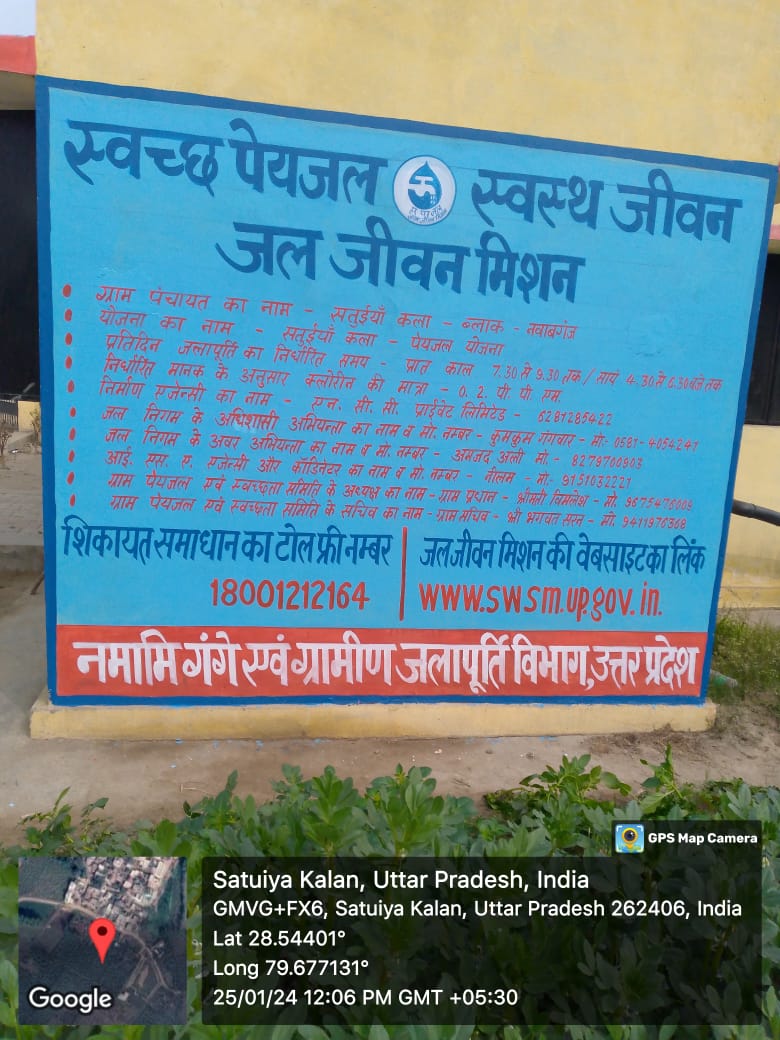 स्वच्छ पेयजल स्वस्थ जीवन
जल जीवन मिशन
• ग्राम पंचायत का नाम - सतुईयाँ कला - ब्लाक - नवाबगंज
• योजना का नाम - सतुईयाँ कला - पेयजल योजना
• प्रतिदिन जलापूर्ति का निर्धारित समय - प्रात काल 7.30 से 9.30 तक / सायं 4.30 से 6.30 बजे तक
• निर्धारित मानक के अनुसार क्लोरीन की मात्रा - 0.2 पी पी एम
• निर्माण एजेन्सी का नाम - एन. सी. सी. प्राईवेट लिमिटेड - 6281285422
• जल निगम के अधिशासी अभियन्ता का नाम व मो. नम्बर - कुमकुम गंगवार - मो. 0581-4054241
• जल निगम के अवर अभियन्ता का नाम व मो. नम्बर - अमजद अली मो. - 8279700903
• आई. एस. ए. एजेन्सी और कॉडिनेटर का नाम व मो. नम्बर - नीलम - मो. 9151032221
• ग्राम पेयजल एवं स्वच्छता समिति के अध्यक्ष का नाम - ग्राम प्रधान - श्रीमती विमलेश - मो. 9675476009
• ग्राम पेयजल एवं स्वच्छता समिति के सचिव का नाम - ग्राम सचिव - श्री भगवत सरन - मो. 9411970308
शिकायत समाधान का टोल फ्री नम्बर
18001212164
जल जीवन मिशन की वेबसाइट का लिंक
www.swsm.up.gov.in.
नमामि गंगे एवं ग्रामीण जलापूर्ति विभाग, उत्तर प्रदेश
GPS Map Camera
Satuiya Kalan, Uttar Pradesh, India
GMVG+FX6, Satuiya Kalan, Uttar Pradesh 262406, India
Lat 28.54401°
Long 79.677131°
25/01/24 12:06 PM GMT +05:30
Google